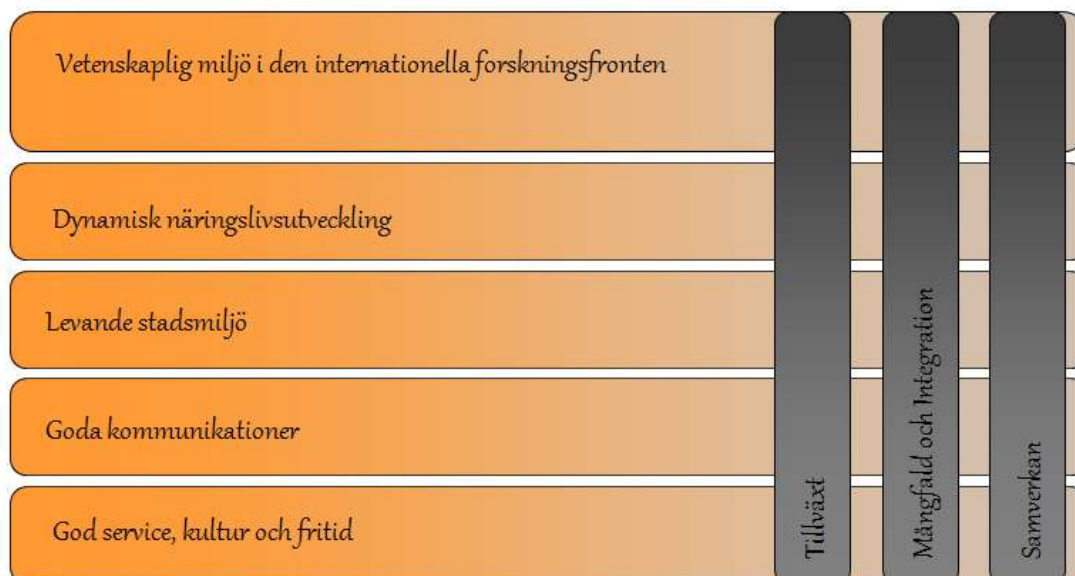 Vetenskaplig miljö i den internationella forskningsfronten
Dynamisk näringslivsutveckling
Levande stadsmiljö
Goda kommunikationer
God service, kultur och fritid
Tillväxt
Mångfald och Integration
Samverkan